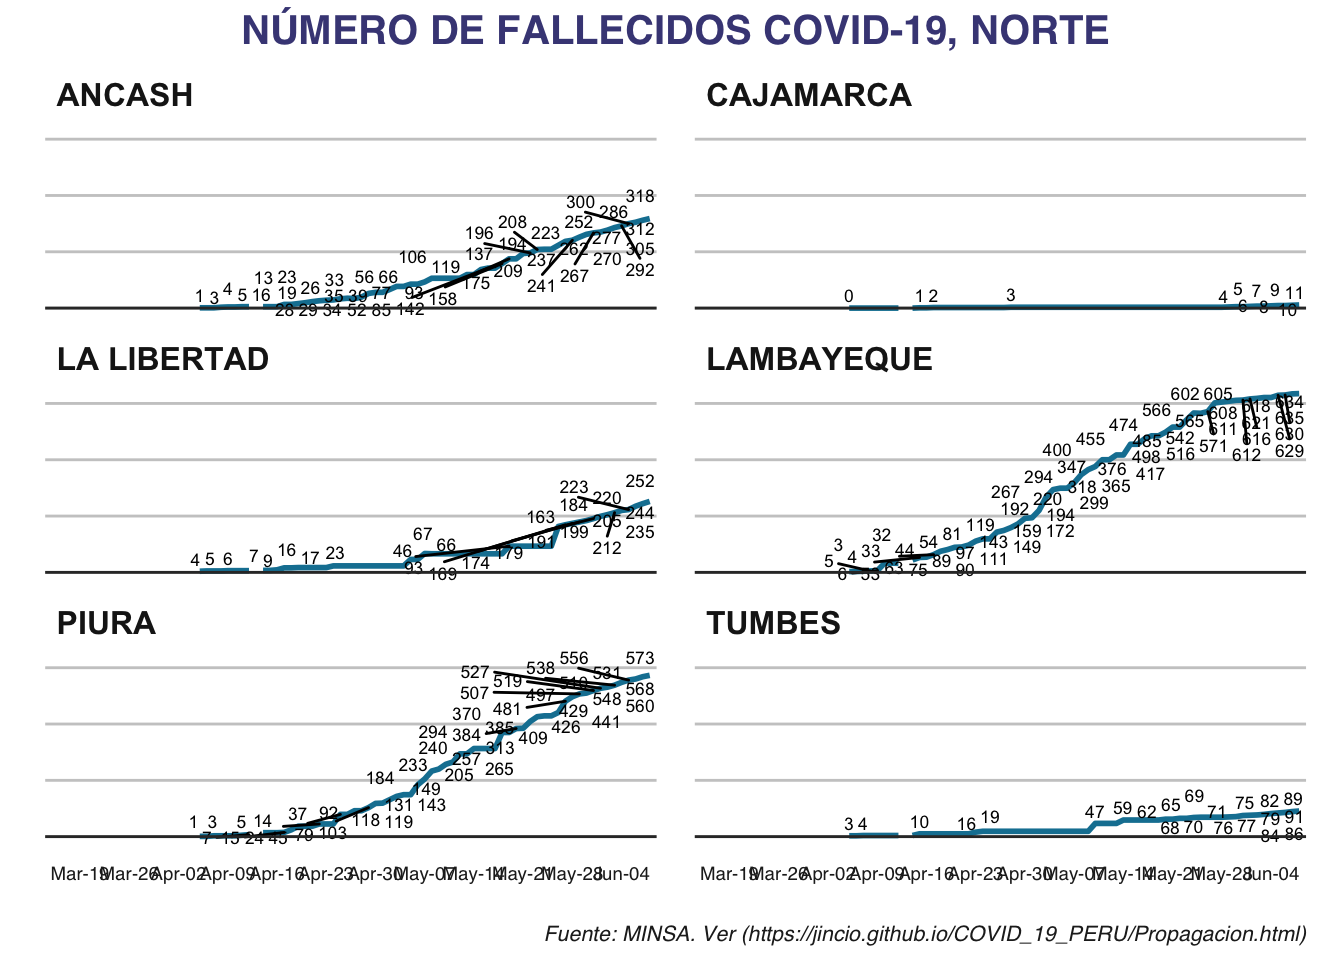 NÚMERO DE FALLECIDOS COVID-19, NORTE
ANCASH
CAJAMARCA
300 318
208 252 286
196 223 312
106 137 194 277
119 237 262 305
13 23 33 56 66 209 270 292
4 26 175 267
1 3 5 16 19 35 39 77 93 158 241
28 29 34 52 85 142
0 1 2 3 4 5 7 9 11
6 8 10
LA LIBERTAD
LAMBAYEQUE
223 220 252
163 184 205 244
67 199 235
46 66 191 212
4 5 6 7 9 16 17 23 93 169 174 179
602 605 618 634
566 565 608 621 635
474 485 542 611 616 630
400 455 498 516 571 612 629
294 347 376 417
267 220 318 365
192 194 299
32 81 119 159 172
3 33 44 54 97 143 149
5 4 63 89 111
6 53 75 90
PIURA
TUMBES
556 573
527 538 531
519 510 568
507 497 548 560
370 481 429 441
294 384 385 426
240 313 409
233 257 265
184 149 205
1 3 5 14 37 92 131 143
7 15 24 45 79 103 118 119
3 4 10 16 19 47 59 62 65 69 71 75 82 89
68 70 76 77 79 91
84 86
Mar-19 Mar-26 Apr-02 Apr-09 Apr-16 Apr-23 Apr-30 May-07 May-14 May-21 May-28 Jun-04
Mar-19 Mar-26 Apr-02 Apr-09 Apr-16 Apr-23 Apr-30 May-07 May-14 May-21 May-28 Jun-04
Fuente: MINSA. Ver (https://jincio.github.io/COVID_19_PERU/Propagacion.html)